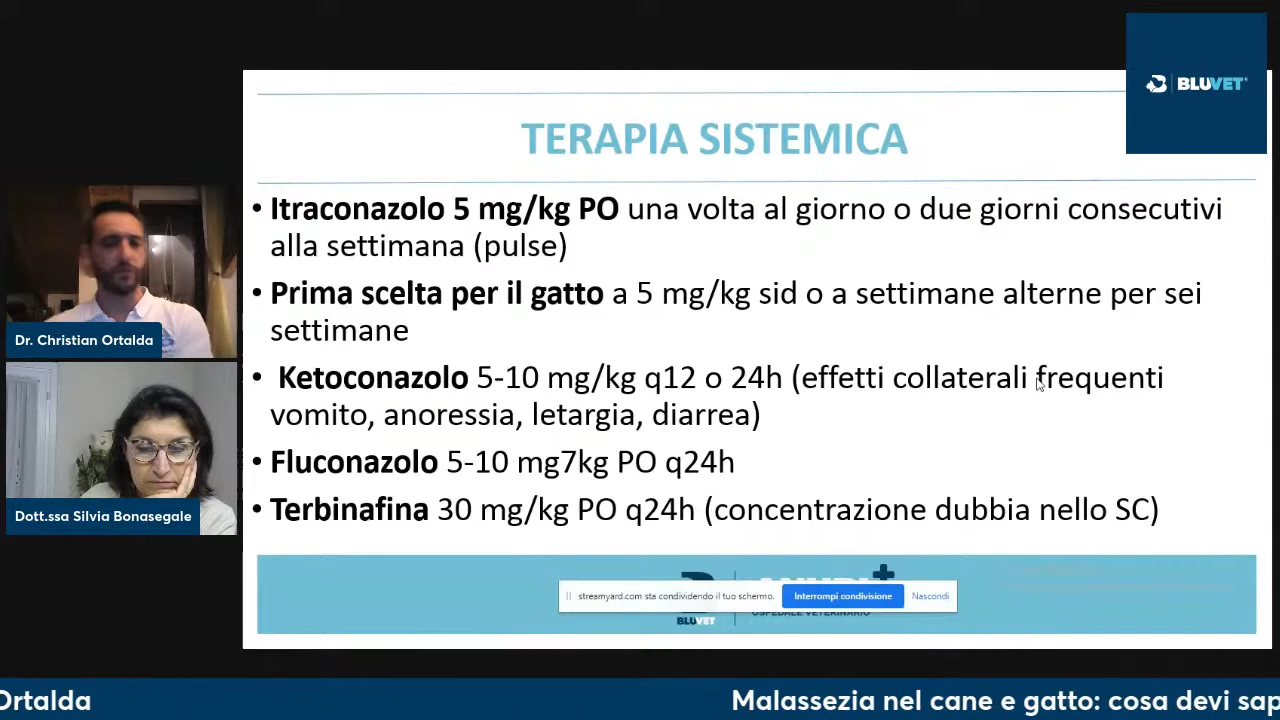 BLUVET
TERAPIA SISTEMICA
• Itraconazolo 5 mg/kg PO una volta al giorno o due giorni consecutivi
alla settimana (pulse)
• Prima scelta per il gatto a 5 mg/kg sid o a settimane alterne per sei
settimane
• Ketoconazolo 5-10 mg/kg q12 o 24h (effetti collaterali frequenti
vomito, anoressia, letargia, diarrea)
• Fluconazolo 5-10 mg7kg PO q24h
• Terbinafina 30 mg/kg PO q24h (concentrazione dubbia nello SC)
Dr. Christian Ortalda
Dott.ssa Silvia Bonasegale
streamyard.com sta condividendo il tuo schermo.
Interrompi condivisione
Nascondi
BLUVET
OSPEDALE VETERINARIO
Ortalda
Malassezia nel cane e gatto: cosa devi sap